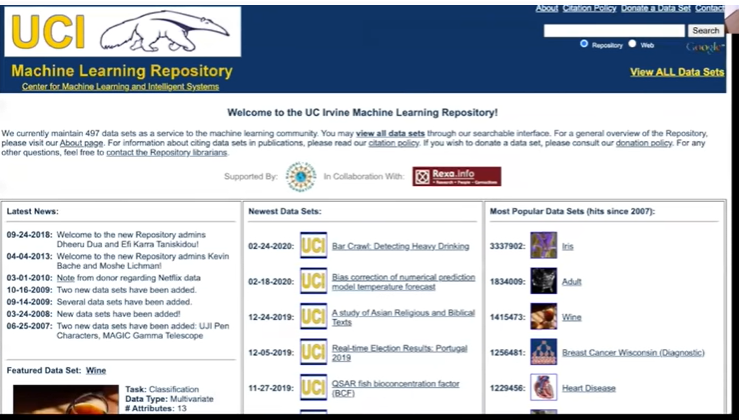 About Citation Policy Donate a Data Set Contact
UCI
Search
Repository Web
Google™
Machine Learning Repository
Center for Machine Learning and Intelligent Systems
View ALL Data Sets
Welcome to the UC Irvine Machine Learning Repository!
We currently maintain 497 data sets as a service to the machine learning community. You may view all data sets through our searchable interface. For a general overview of the Repository,
please visit our About page. For information about citing data sets in publications, please read our citation policy. If you wish to donate a data set, please consult our donation policy. For any
other questions, feel free to contact the Repository librarians.
Supported By:
In Collaboration With:
Rexa.info
Latest News:
09-24-2018: Welcome to the new Repository admins
Dheeru Dua and Efi Karra Taniskidou!
04-04-2013: Welcome to the new Repository admins Kevin
Bache and Moshe Lichman!
03-01-2010: Note from donor regarding Netflix data
10-16-2009: Two new data sets have been added.
09-14-2009: Several data sets have been added.
03-24-2008: New data sets have been added!
06-25-2007: Two new data sets have been added: UJI Pen
Characters, MAGIC Gamma Telescope
Featured Data Set: Wine
Task: Classification
Data Type: Multivariate
# Attributes: 13
Newest Data Sets:
02-24-2020: UCI Bar Crawl: Detecting Heavy Drinking
02-18-2020: UCI Bias correction of numerical prediction
model temperature forecast
12-24-2019: UCI A study of Asian Religious and Biblical
Texts
12-05-2019: UCI Real-time Election Results: Portugal
2019
11-27-2019: UCI QSAR fish bioconcentration factor
(BCF)
Most Popular Data Sets (hits since 2007):
3337902: Iris
1834009: Adult
1415473: Wine
1256481: Breast Cancer Wisconsin (Diagnostic)
1229456: Heart Disease